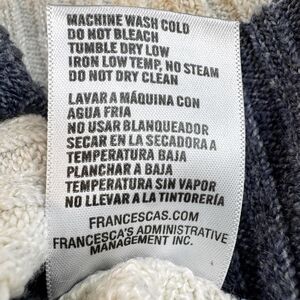 MACHINE WASH COLD
DO NOT BLEACH
TUMBLE DRY LOW
IRON LOW TEMP, NO STEAM
DO NOT DRY CLEAN
LAVAR A MÁQUINA CON
AGUA FRIA
NO USAR BLANQUEADOR
SECAR EN LA SECADORA A
TEMPERATURA BAJA
PLANCHAR A BAJA
TEMPERATURA SIN VAPOR
NO LLEVAR A LA TINTORERÍA
FRANCESCAS.COM
FRANCESCA'S ADMINISTRATIVE
MANAGEMENT INC.